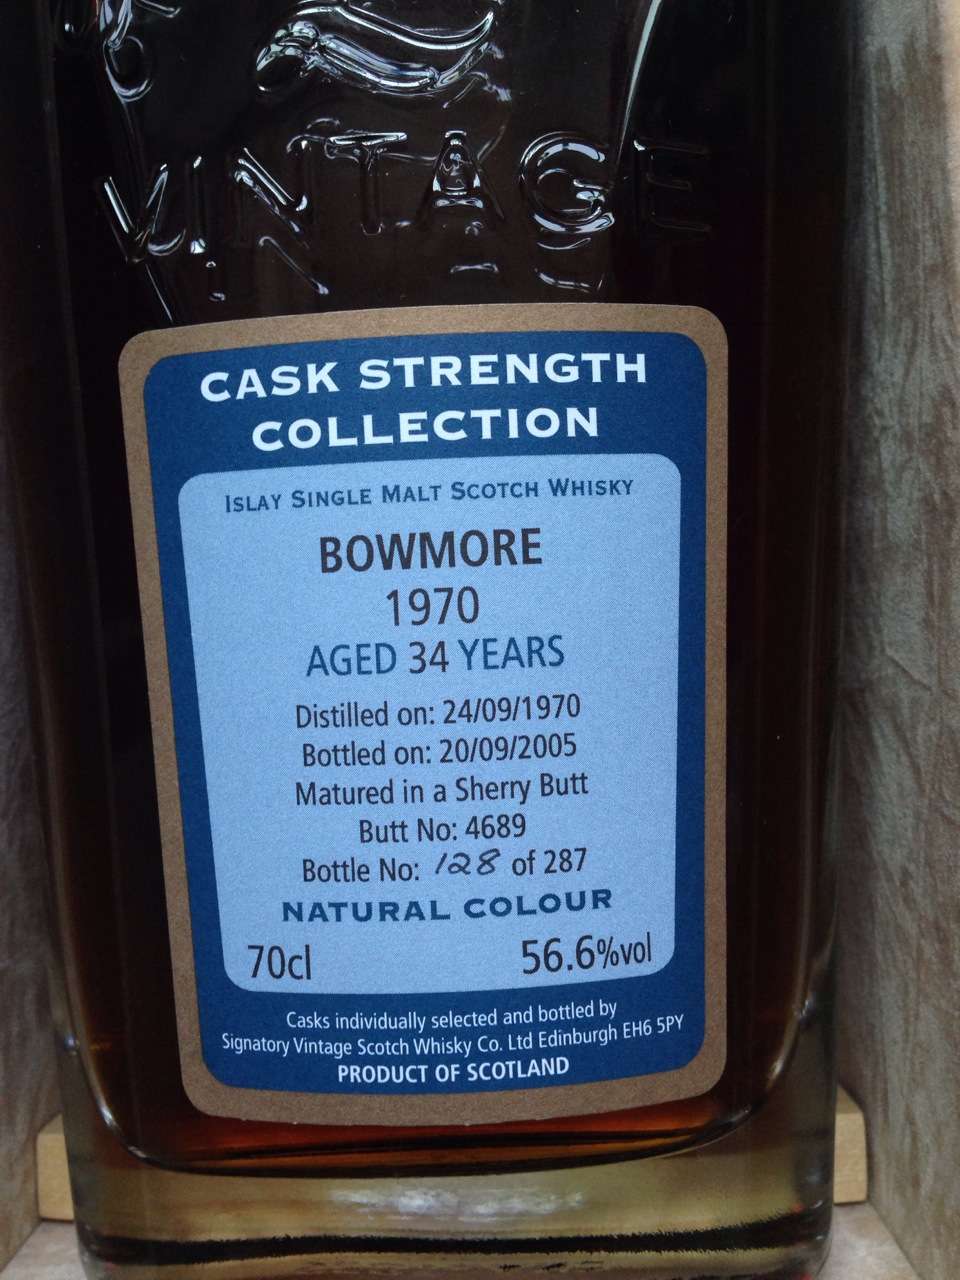 VINTAGE
CASK STRENGTH
COLLECTION
ISLAY SINGLE MALT SCOTCH WHISKY
BOWMORE
1970
AGED 34 YEARS
Distilled on: 24/09/1970
Bottled on: 20/09/2005
Matured in a Sherry Butt
Butt No: 4689
Bottle No: 128 of 287
NATURAL COLOUR
70cl 56.6%vol
Casks individually selected and bottled by
Signatory Vintage Scotch Whisky Co. Ltd Edinburgh EH6 5PY
PRODUCT OF SCOTLAND